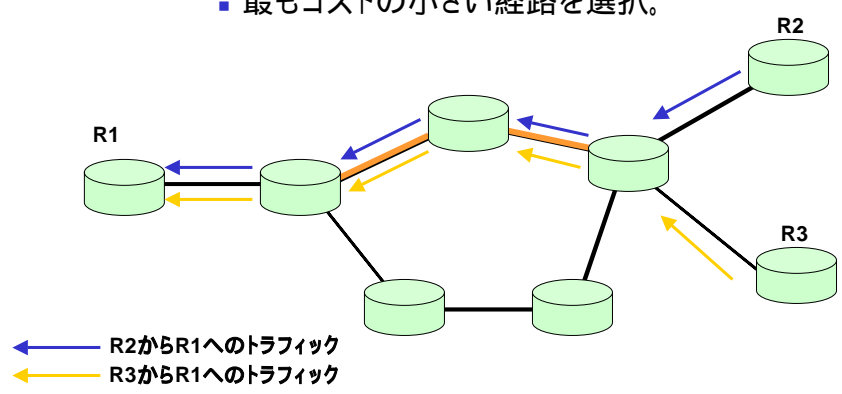 ▪ 最もコストの小さい経路を選択。
R2
R1
R3
R2からR1へのトラフィック
R3からR1へのトラフィック